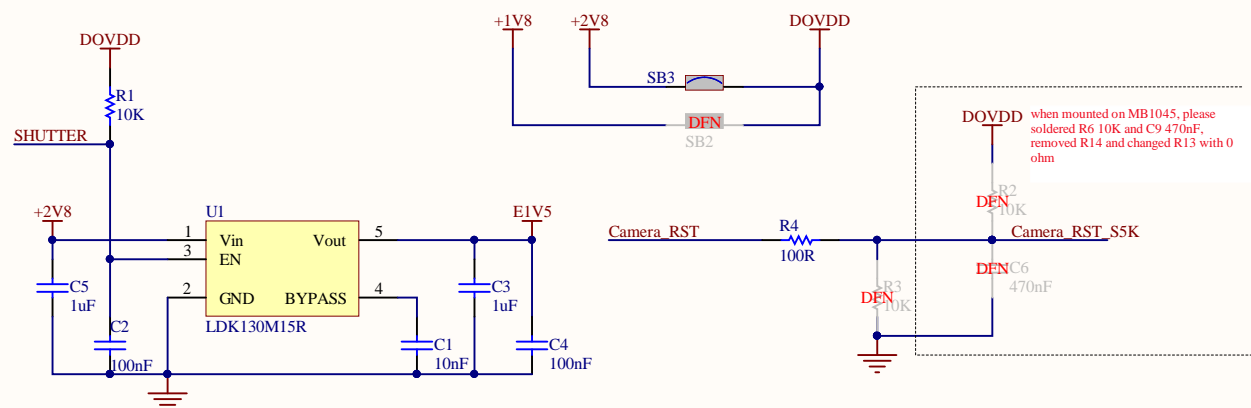 DOVDD
R1
10K
SHUTTER
+2V8
U1
E1V5
1
Vin
Vout
5
3
EN
2
GND
BYPASS
4
LDK130M15R
C5
1uF
C2
100nF
C3
1uF
C1
10nF
C4
100nF
+1V8
+2V8
DOVDD
SB3
DFN
SB2
DOVDD
when mounted on MB1045, please
soldered R6 10K and C9 470nF,
removed R14 and changed R13 with 0
ohm
R2
DFN
10K
Camera_RST
R4
100R
Camera_RST_S5K
DFN
C6
470nF
R3
DFN
10K